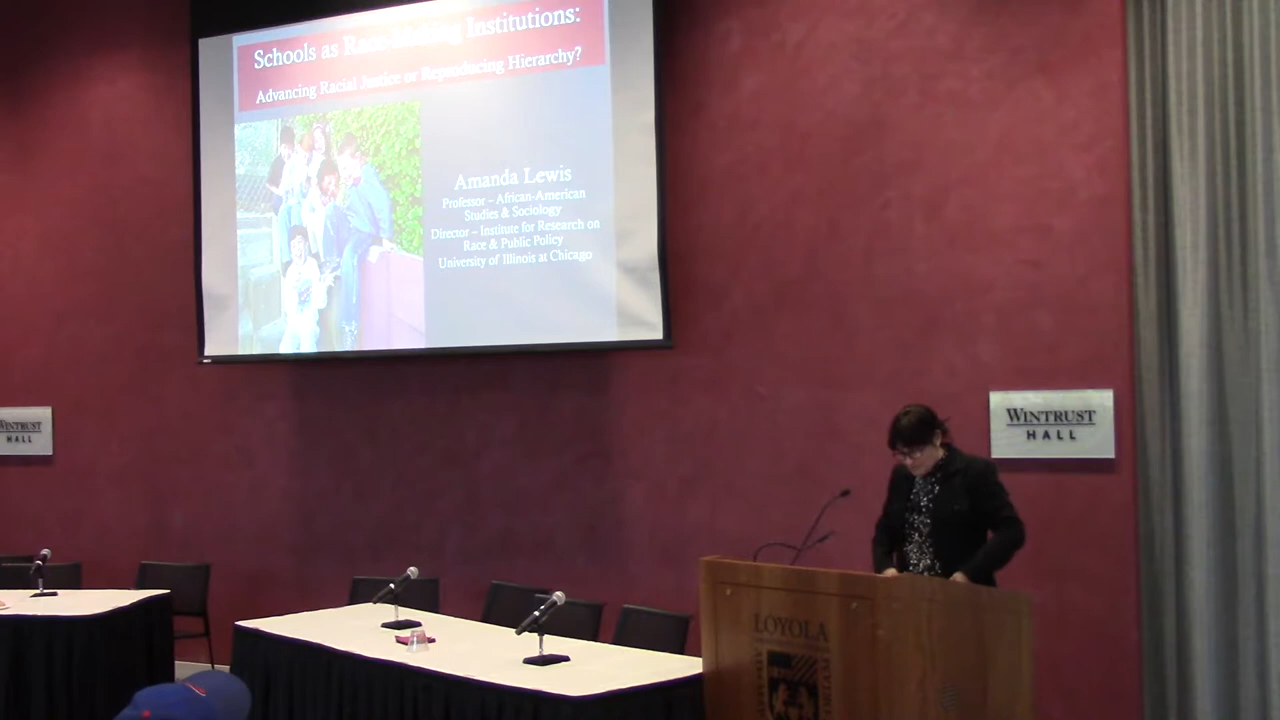 Schools as Race-Making Institutions:
Advancing Racial Justice or Reproducing Hierarchy?
Amanda Lewis
Professor – African-American
Studies & Sociology
Director – Institute for Research on
Race & Public Policy
University of Illinois at Chicago
WINTRUST
HALL
WINTRUST
HALL
LOYOLA